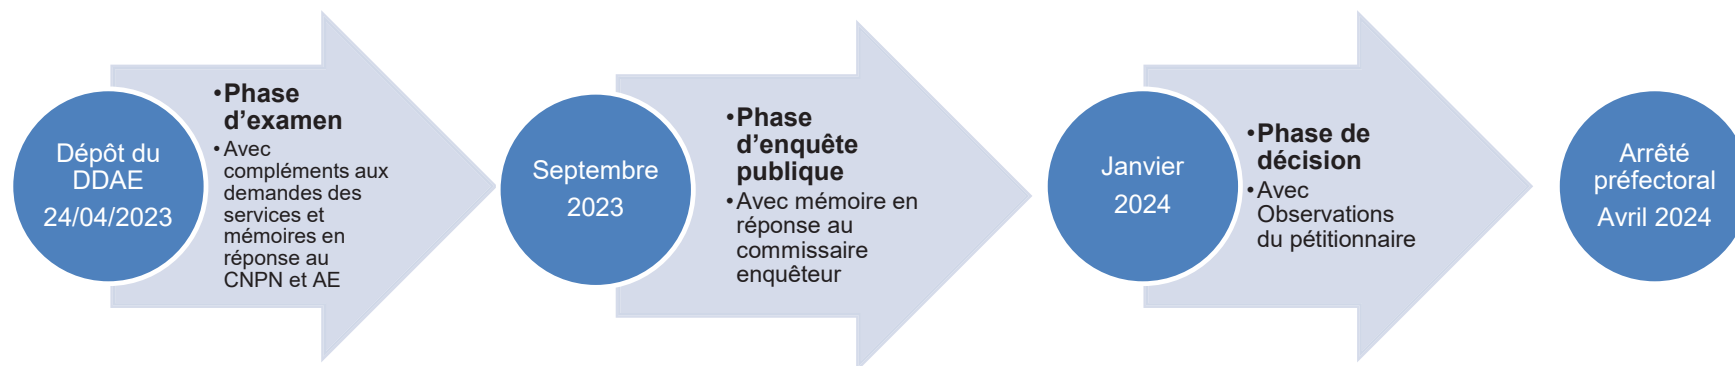 Dépôt du
DDAE
24/04/2023
•Phase
d’examen
•Avec
compléments aux
demandes des
services et
mémoires en
réponse au
CNPN et AE
Septembre
2023
•Phase
d’enquête
publique
•Avec mémoire en
réponse au
commissaire
enquêteur
Janvier
2024
•Phase de
décision
•Avec
Observations
du pétitionnaire
Arrêté
préfectoral
Avril 2024